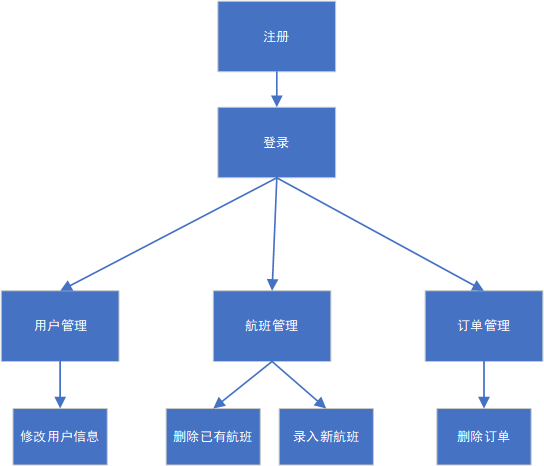 注册
登录
用户管理
航班管理
订单管理
修改用户信息
删除已有航班
录入新航班
删除订单